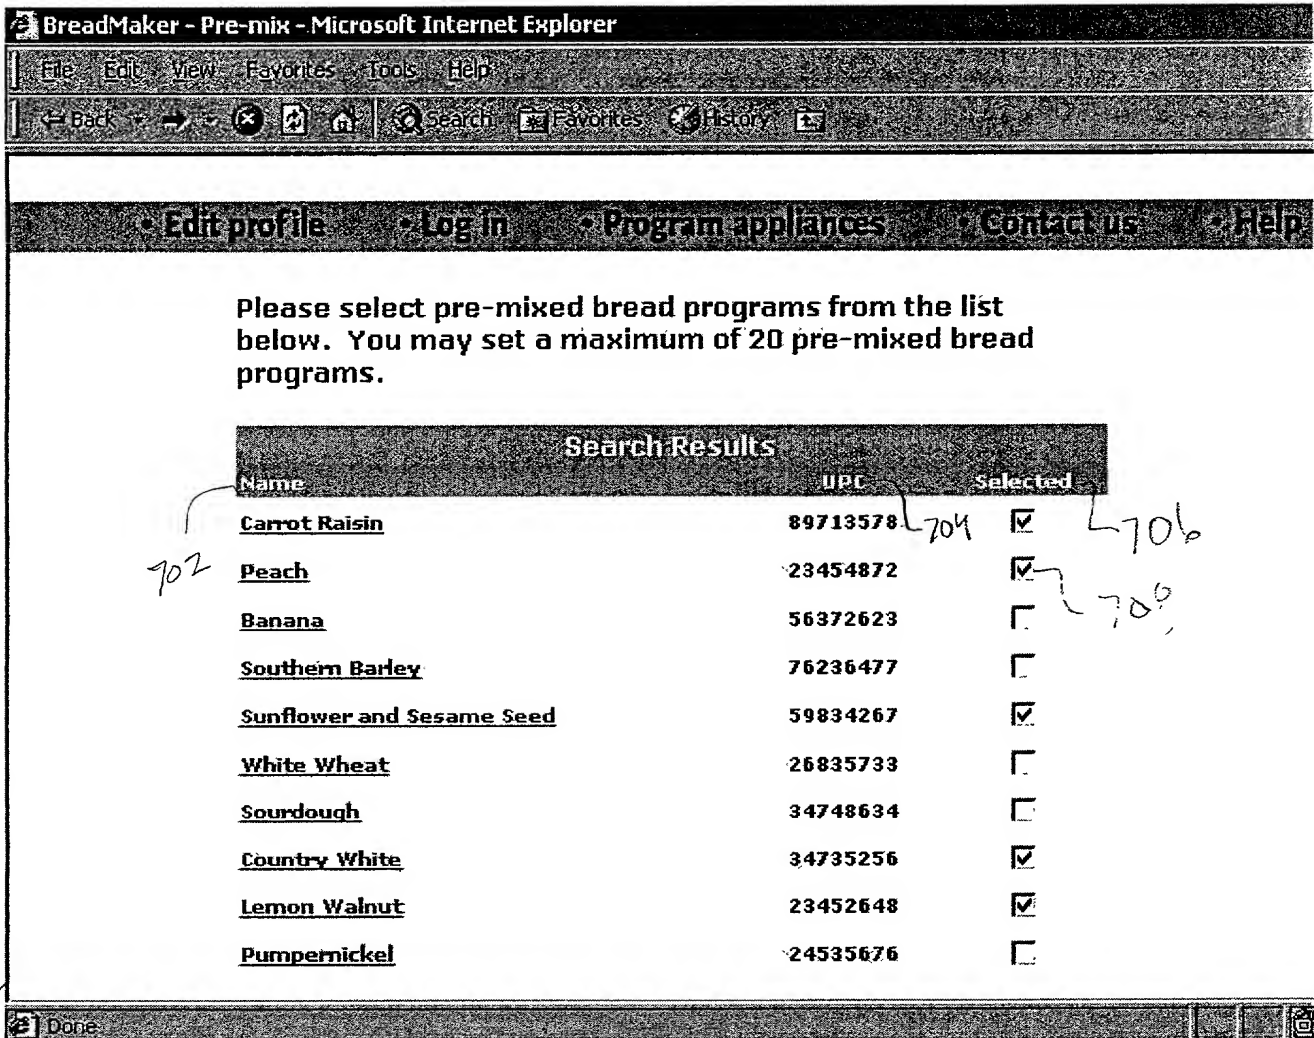 BreadMaker - Pre-mix - Microsoft Internet Explorer
File Edit View Favorites Tools Help
Back Search Favorites History
• Edit profile • Log in • Program appliances • Contact us • Help
Please select pre-mixed bread programs from the list
below. You may set a maximum of 20 pre-mixed bread
programs.
Search Results
Name UPC Selected
Carrot Raisin 89713578 704 706
702 Peach 23454872
Banana 56372623
Southern Barley 76236477
Sunflower and Sesame Seed 59834267
White Wheat 26835733
Sourdough 34748634
Country White 34735256
Lemon Walnut 23452648
Pumpernickel 24535676
Done